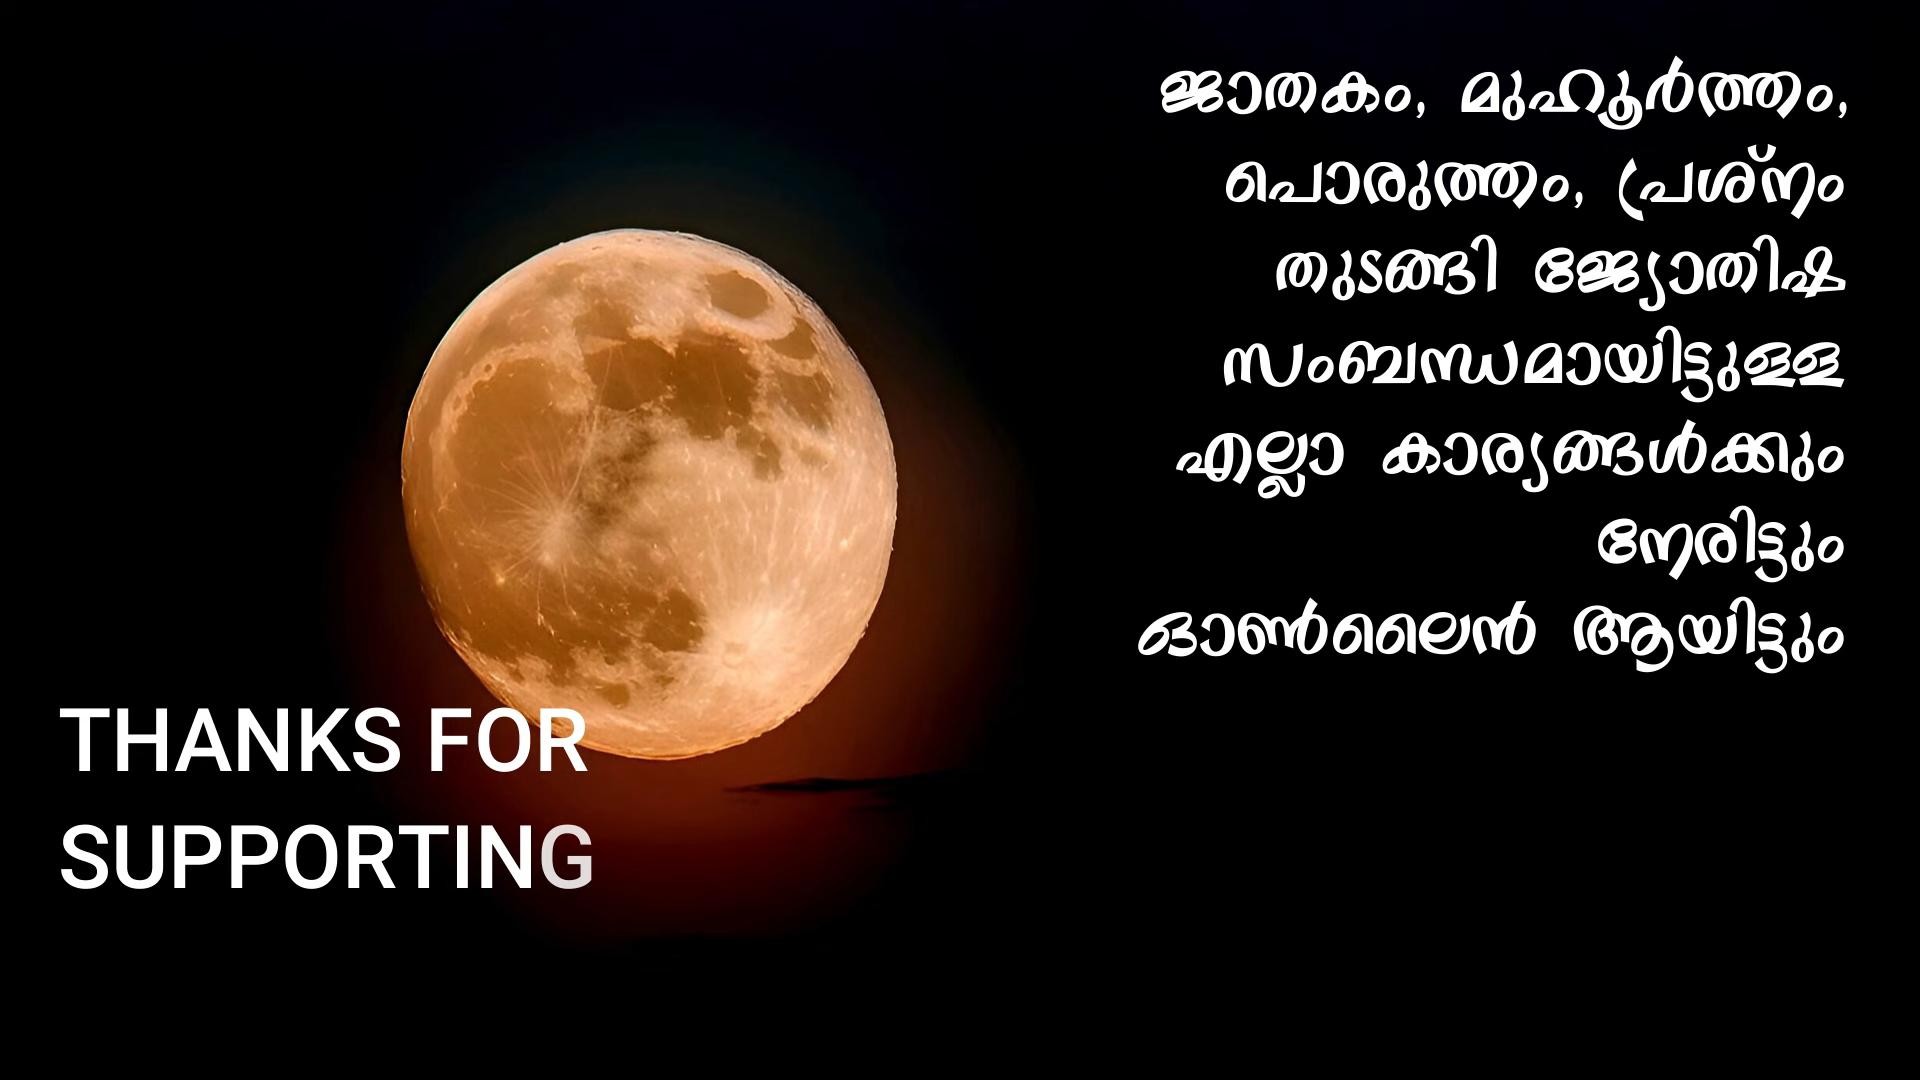 ജാതകം, മുഹൂർത്തം,
പൊരുത്തം, പ്രശ്നം
തുടങ്ങി ജ്യോതിഷ
സംബന്ധമായിട്ടുള്ള
എല്ലാ കാര്യങ്ങൾക്കും
നേരിട്ടും
ഓൺലൈൻ ആയിട്ടും
THANKS FOR
SUPPORTING